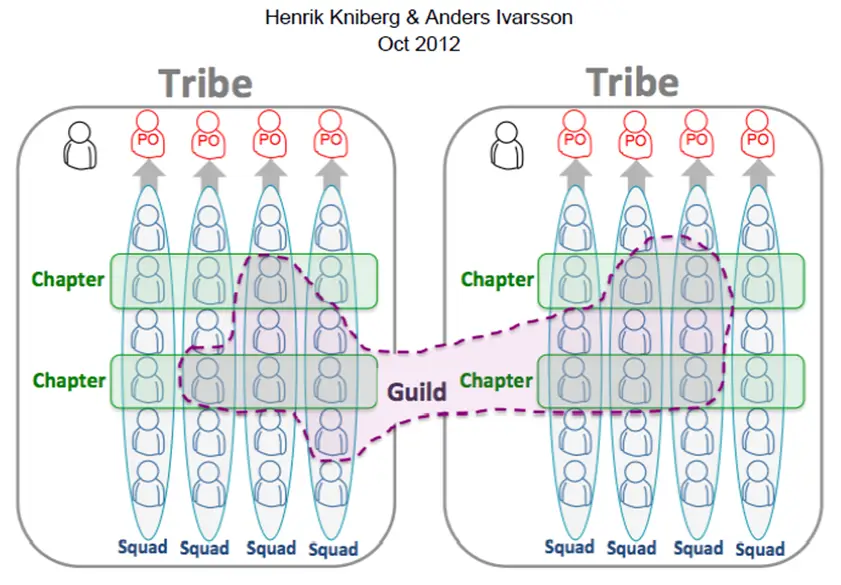 Henrik Kniberg & Anders Ivarsson
Oct 2012
Tribe
Tribe
PO PO PO PO
PO PO PO PO
Chapter
Chapter
Chapter
Guild
Chapter
Squad Squad Squad Squad
Squad Squad Squad Squad